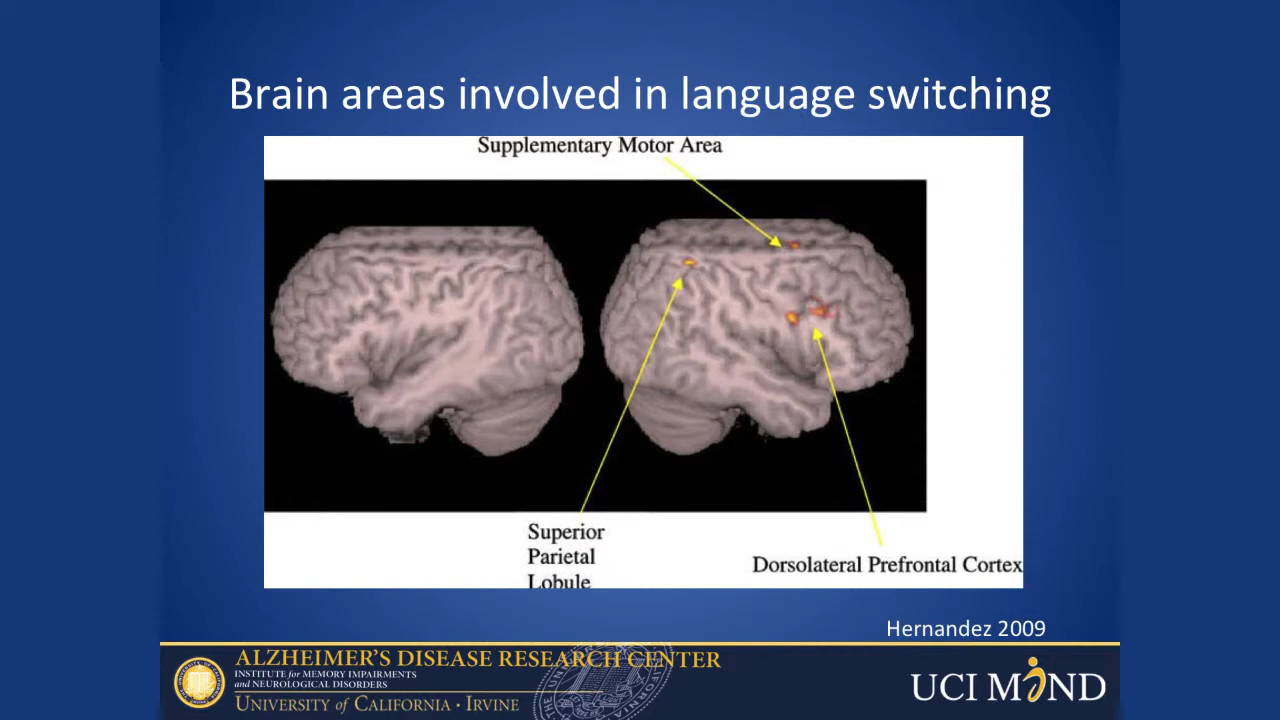 Brain areas involved in language switching
Supplementary Motor Area
Superior
Parietal
Lobule
Dorsolateral Prefrontal Cortex
Hernandez 2009
ALZHEIMER'S DISEASE RESEARCH CENTER
INSTITUTE for MEMORY IMPAIRMENTS
and NEUROLOGICAL DISORDERS
UNIVERSITY of CALIFORNIA · IRVINE
UCI MIND